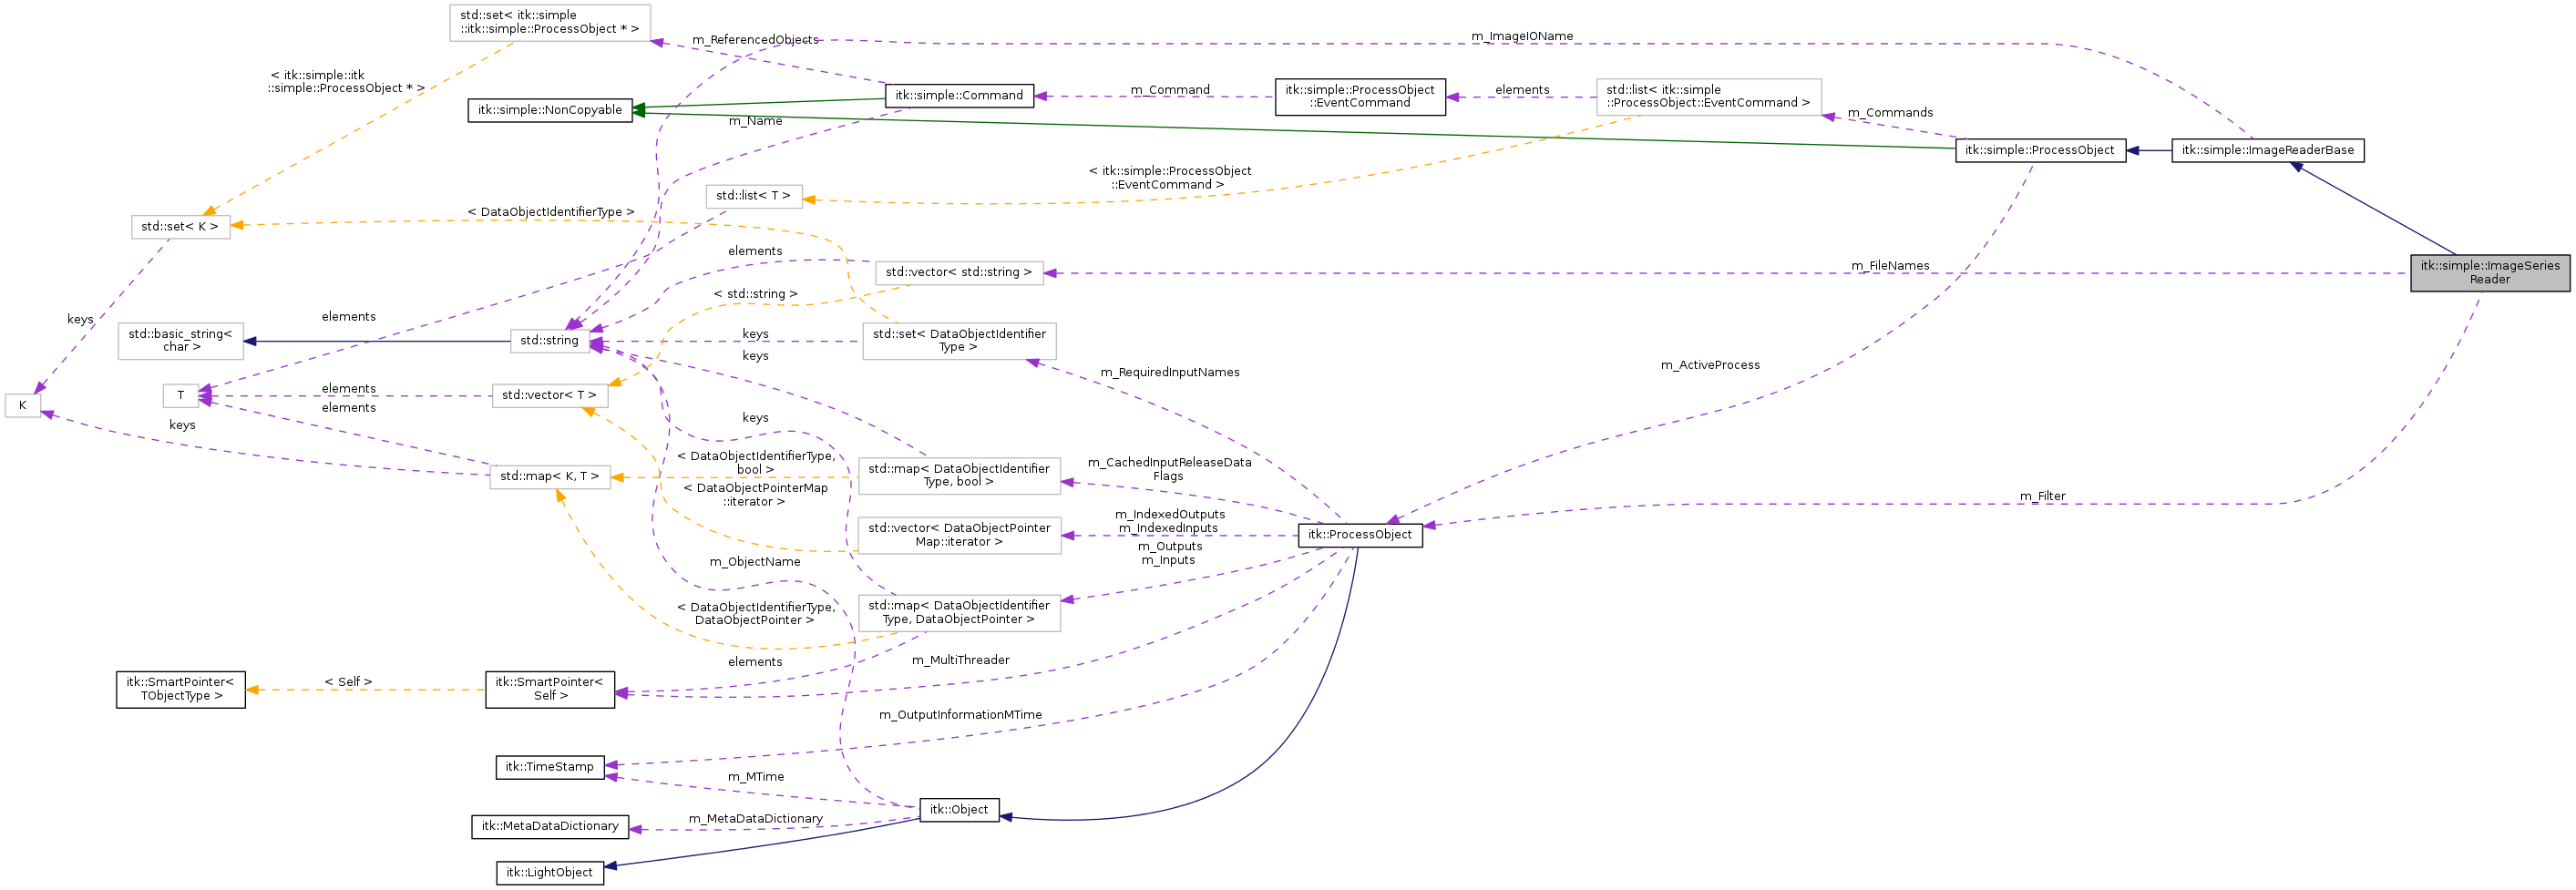 std::set< itk::simple
::itk::simple::ProcessObject * >
m_ReferencedObjects
m_ImageIOName
< itk::simple::itk
::simple::ProcessObject * >
itk::simple::NonCopyable
itk::simple::Command
m_Command
itk::simple::ProcessObject
::EventCommand
elements
std::list< itk::simple
::ProcessObject::EventCommand >
m_Commands
m_Name
itk::simple::ProcessObject
itk::simple::ImageReaderBase
< itk::simple::ProcessObject
::EventCommand >
std::list< T >
std::set< K >
< DataObjectIdentifierType >
elements
std::vector< std::string >
m_FileNames
itk::simple::ImageSeries
Reader
< std::string >
keys
elements
std::basic_string<
char >
std::string
keys
keys
std::set< DataObjectIdentifier
Type >
m_RequiredInputNames
m_ActiveProcess
K
T
elements
elements
std::vector< T >
keys
keys
std::map< K, T >
< DataObjectIdentifierType,
bool >
std::map< DataObjectIdentifier
Type, bool >
m_CachedInputReleaseData
Flags
< DataObjectPointerMap
::iterator >
m_Filter
std::vector< DataObjectPointer
Map::iterator >
m_IndexedOutputs
m_IndexedInputs
itk::ProcessObject
m_ObjectName
m_Outputs
m_Inputs
< DataObjectIdentifierType,
DataObjectPointer >
std::map< DataObjectIdentifier
Type, DataObjectPointer >
elements
m_MultiThreader
itk::SmartPointer<
TObjectType >
< Self >
itk::SmartPointer<
Self >
m_OutputInformationMTime
itk::TimeStamp
m_MTime
itk::Object
itk::MetaDataDictionary
m_MetaDataDictionary
itk::LightObject